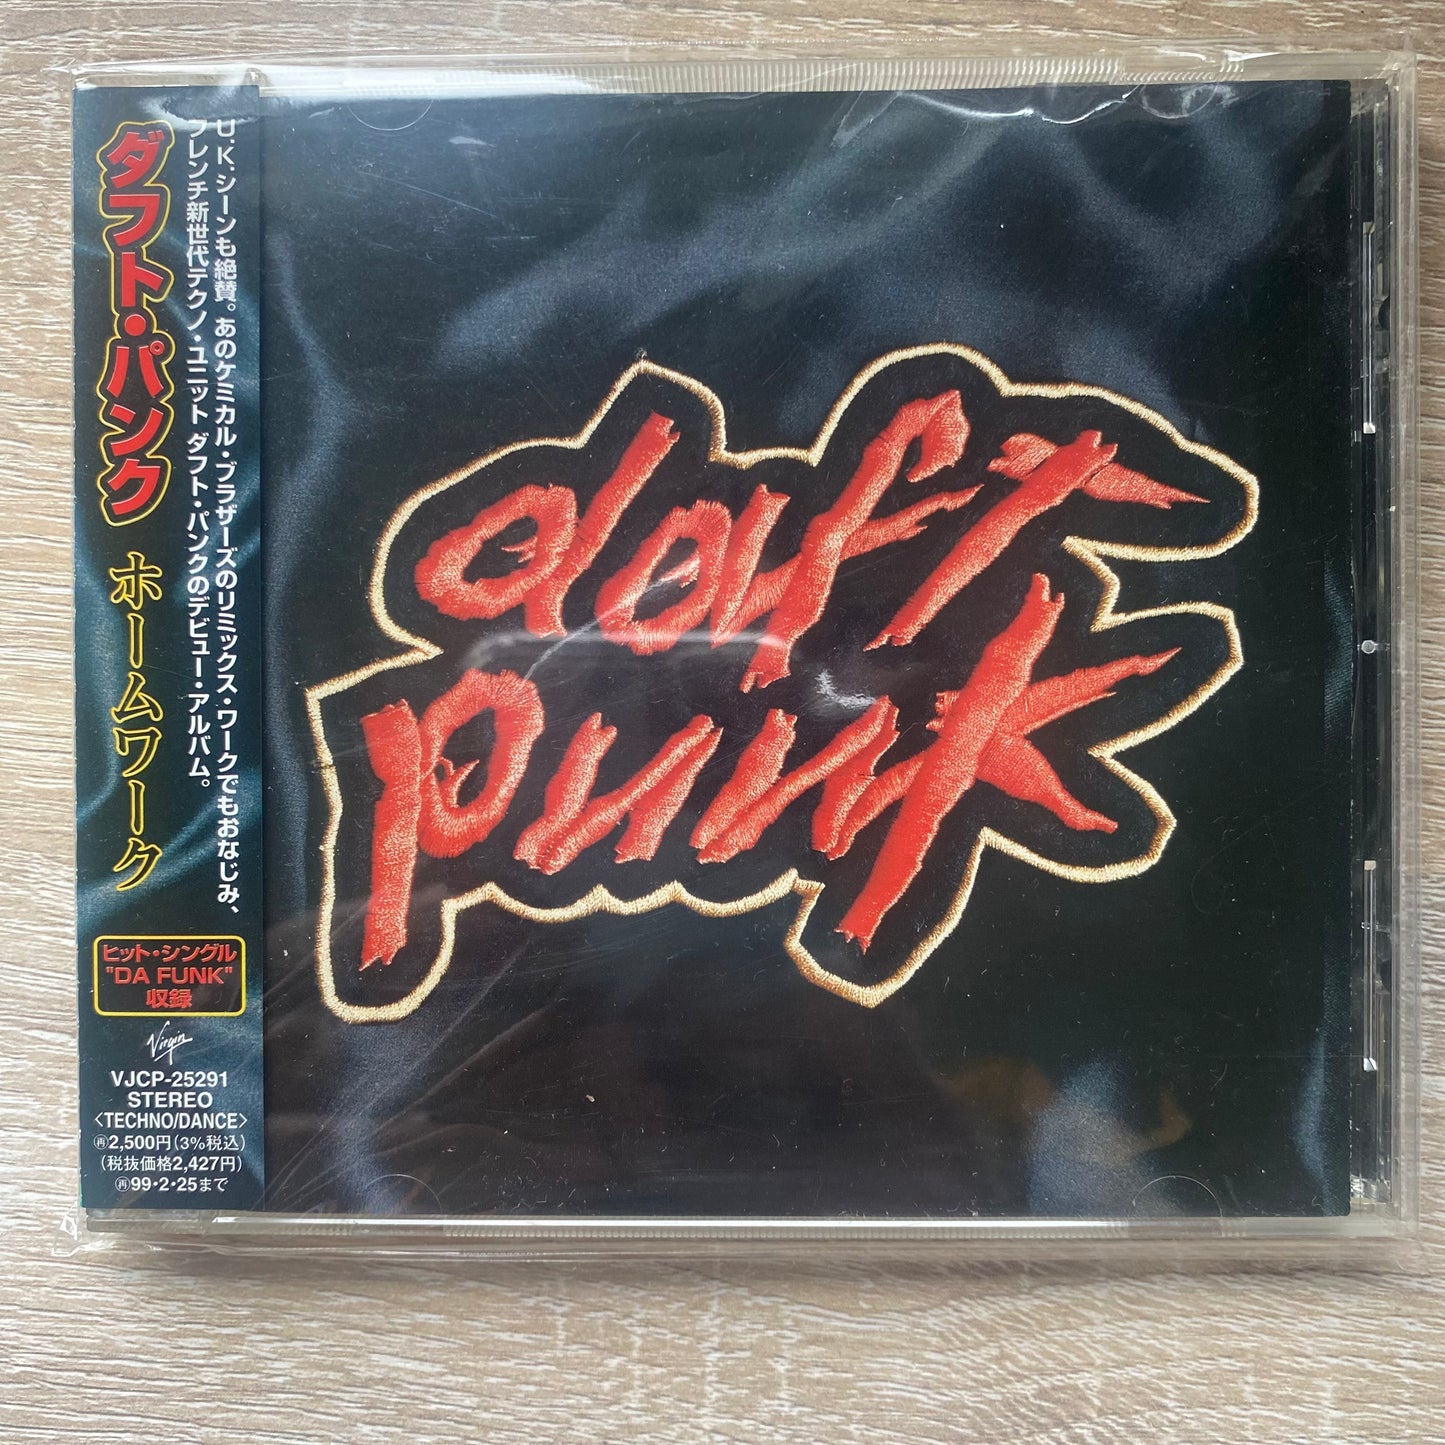 ダフト・パンク ホームワーク
U.K.シーンも絶賛。あのケミカル・ブラザーズのリミックス・ワークでもおなじみ、
フレンチ新世代テクノ・ユニット ダフト・パンクのデビュー・アルバム。
ヒット・シングル
"DA FUNK"
収録
Virgin
VJCP-25291
STEREO
<TECHNO/DANCE>
㊞2,500円(3%税込)
(税抜価格2,427円)
㊞99・2・25まで
daft
punk